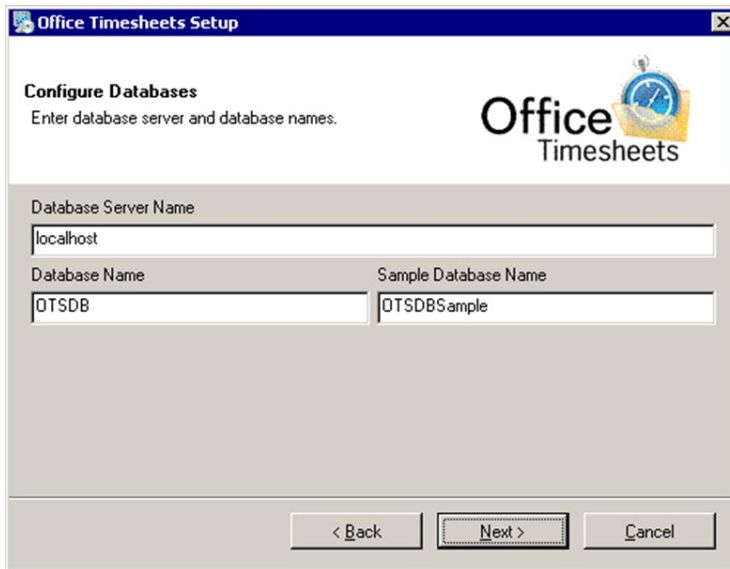 Office Timesheets Setup
Configure Databases
Enter database server and database names.
Office
Timesheets
Database Server Name
localhost
Database Name
Sample Database Name
OTSDB
OTSDBSample
< Back
Next >
Cancel